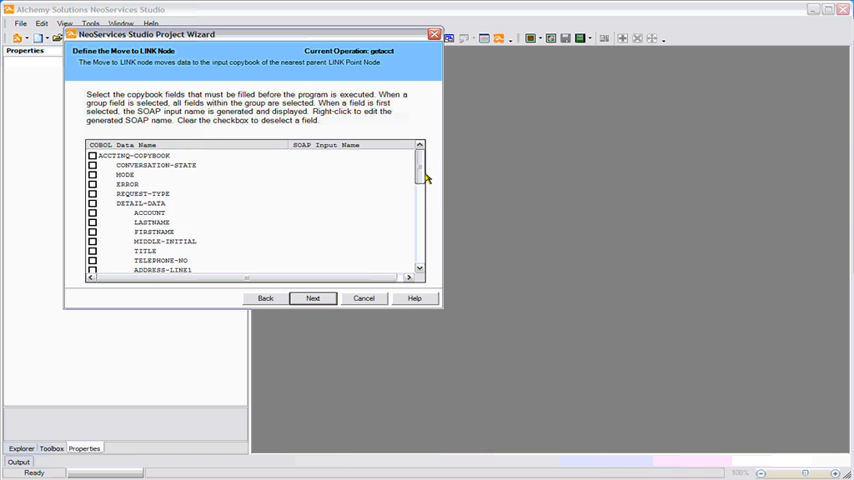 Alchemy Solutions NeoServices Studio
File Edit View Tools Window Help
Properties
NeoServices Studio Project Wizard
Define the Move to LINK Node Current Operation: getacct
The Move to LINK node moves data to the input copybook of the nearest parent LINK Point Node.
Select the copybook fields that must be filled before the program is executed. When a
group field is selected, all fields within the group are selected. When a field is first
selected, the SOAP input name is generated and displayed. Right-click to edit the
generated SOAP name. Clear the checkbox to deselect a field.
COBOL Data Name SOAP Input Name
ACCTINQ-COPYBOOK
CONVERSATION-STATE
MODE
ERROR
REQUEST-TYPE
DETAIL-DATA
ACCOUNT
LASTNAME
FIRSTNAME
MIDDLE-INITIAL
TITLE
TELEPHONE-NO
ADDRESS-LINE1
Back Next Cancel Help
Explorer Toolbox Properties
Output
Ready 100%